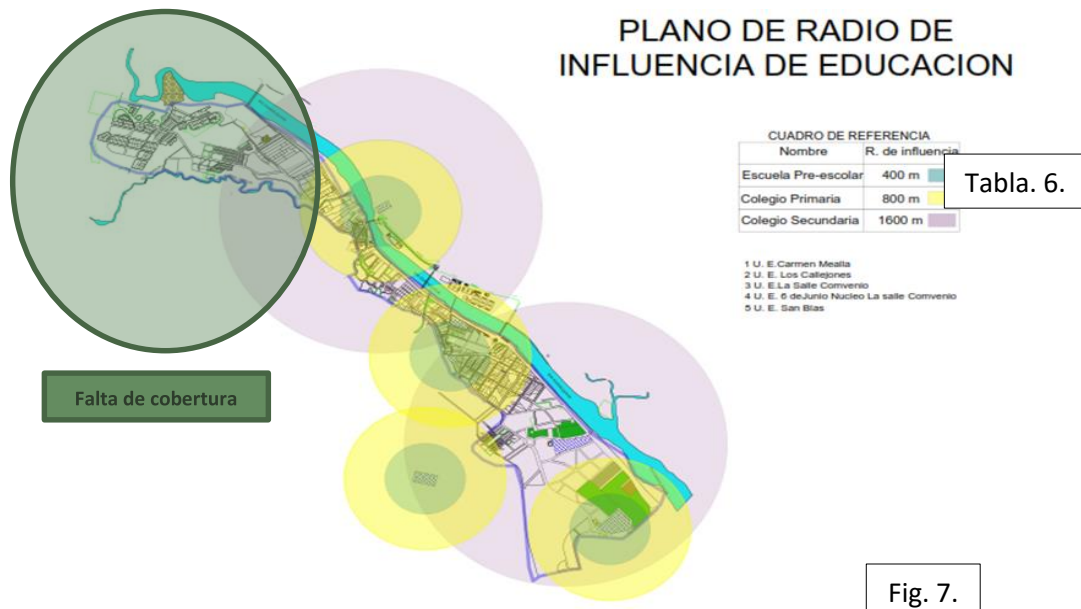 PLANO DE RADIO DE
INFLUENCIA DE EDUCACION
CUADRO DE REFERENCIA
Nombre R. de influencia
Escuela Pre-escolar 400 m
Colegio Primaria 800 m
Colegio Secundaria 1600 m
Tabla. 6.
1 U. E.Carmen Mealla
2 U. E. Los Callejones
3 U. E.La Salle Comvenio
4 U. E. 6 deJunio Nucleo La salle Comvenio
5 U. E. San Blas
Falta de cobertura
Fig. 7.